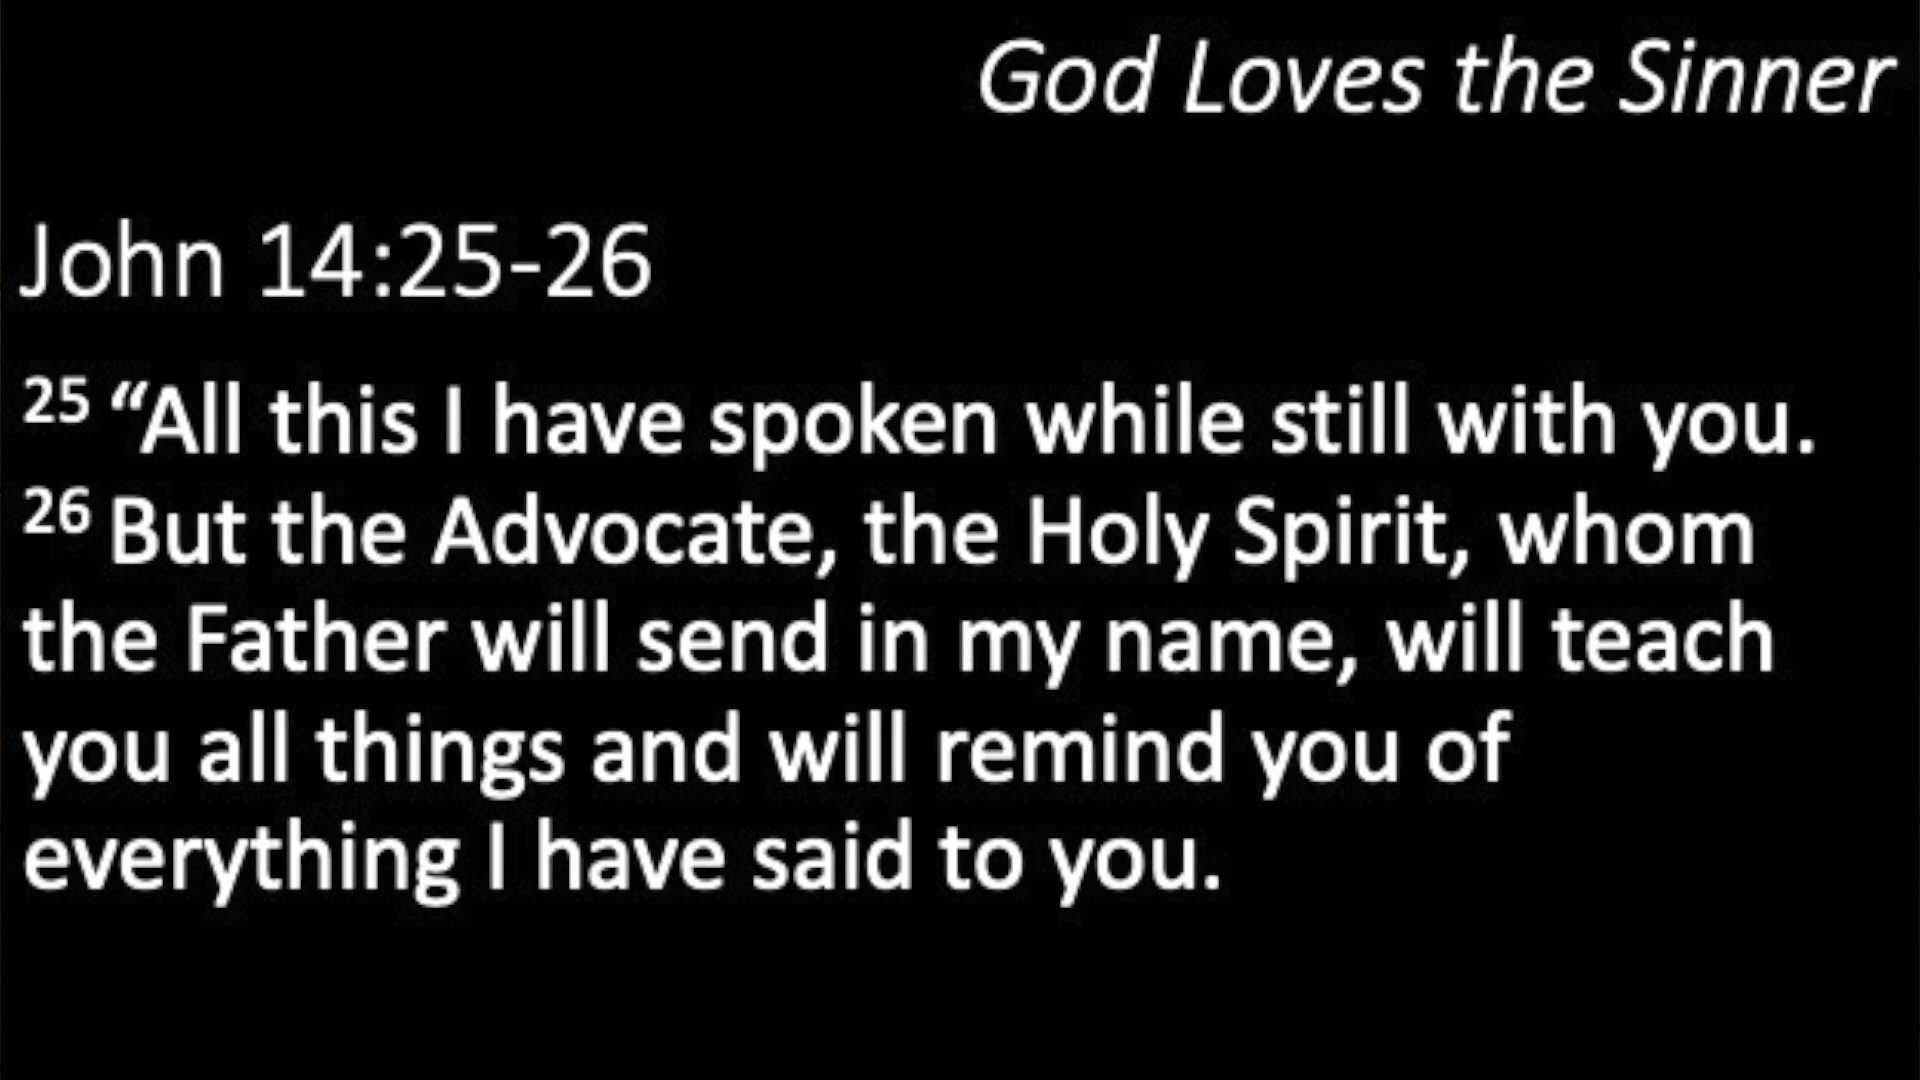 God Loves the Sinner
John 14:25-26
²⁵ “All this I have spoken while still with you.
²⁶ But the Advocate, the Holy Spirit, whom
the Father will send in my name, will teach
you all things and will remind you of
everything I have said to you.